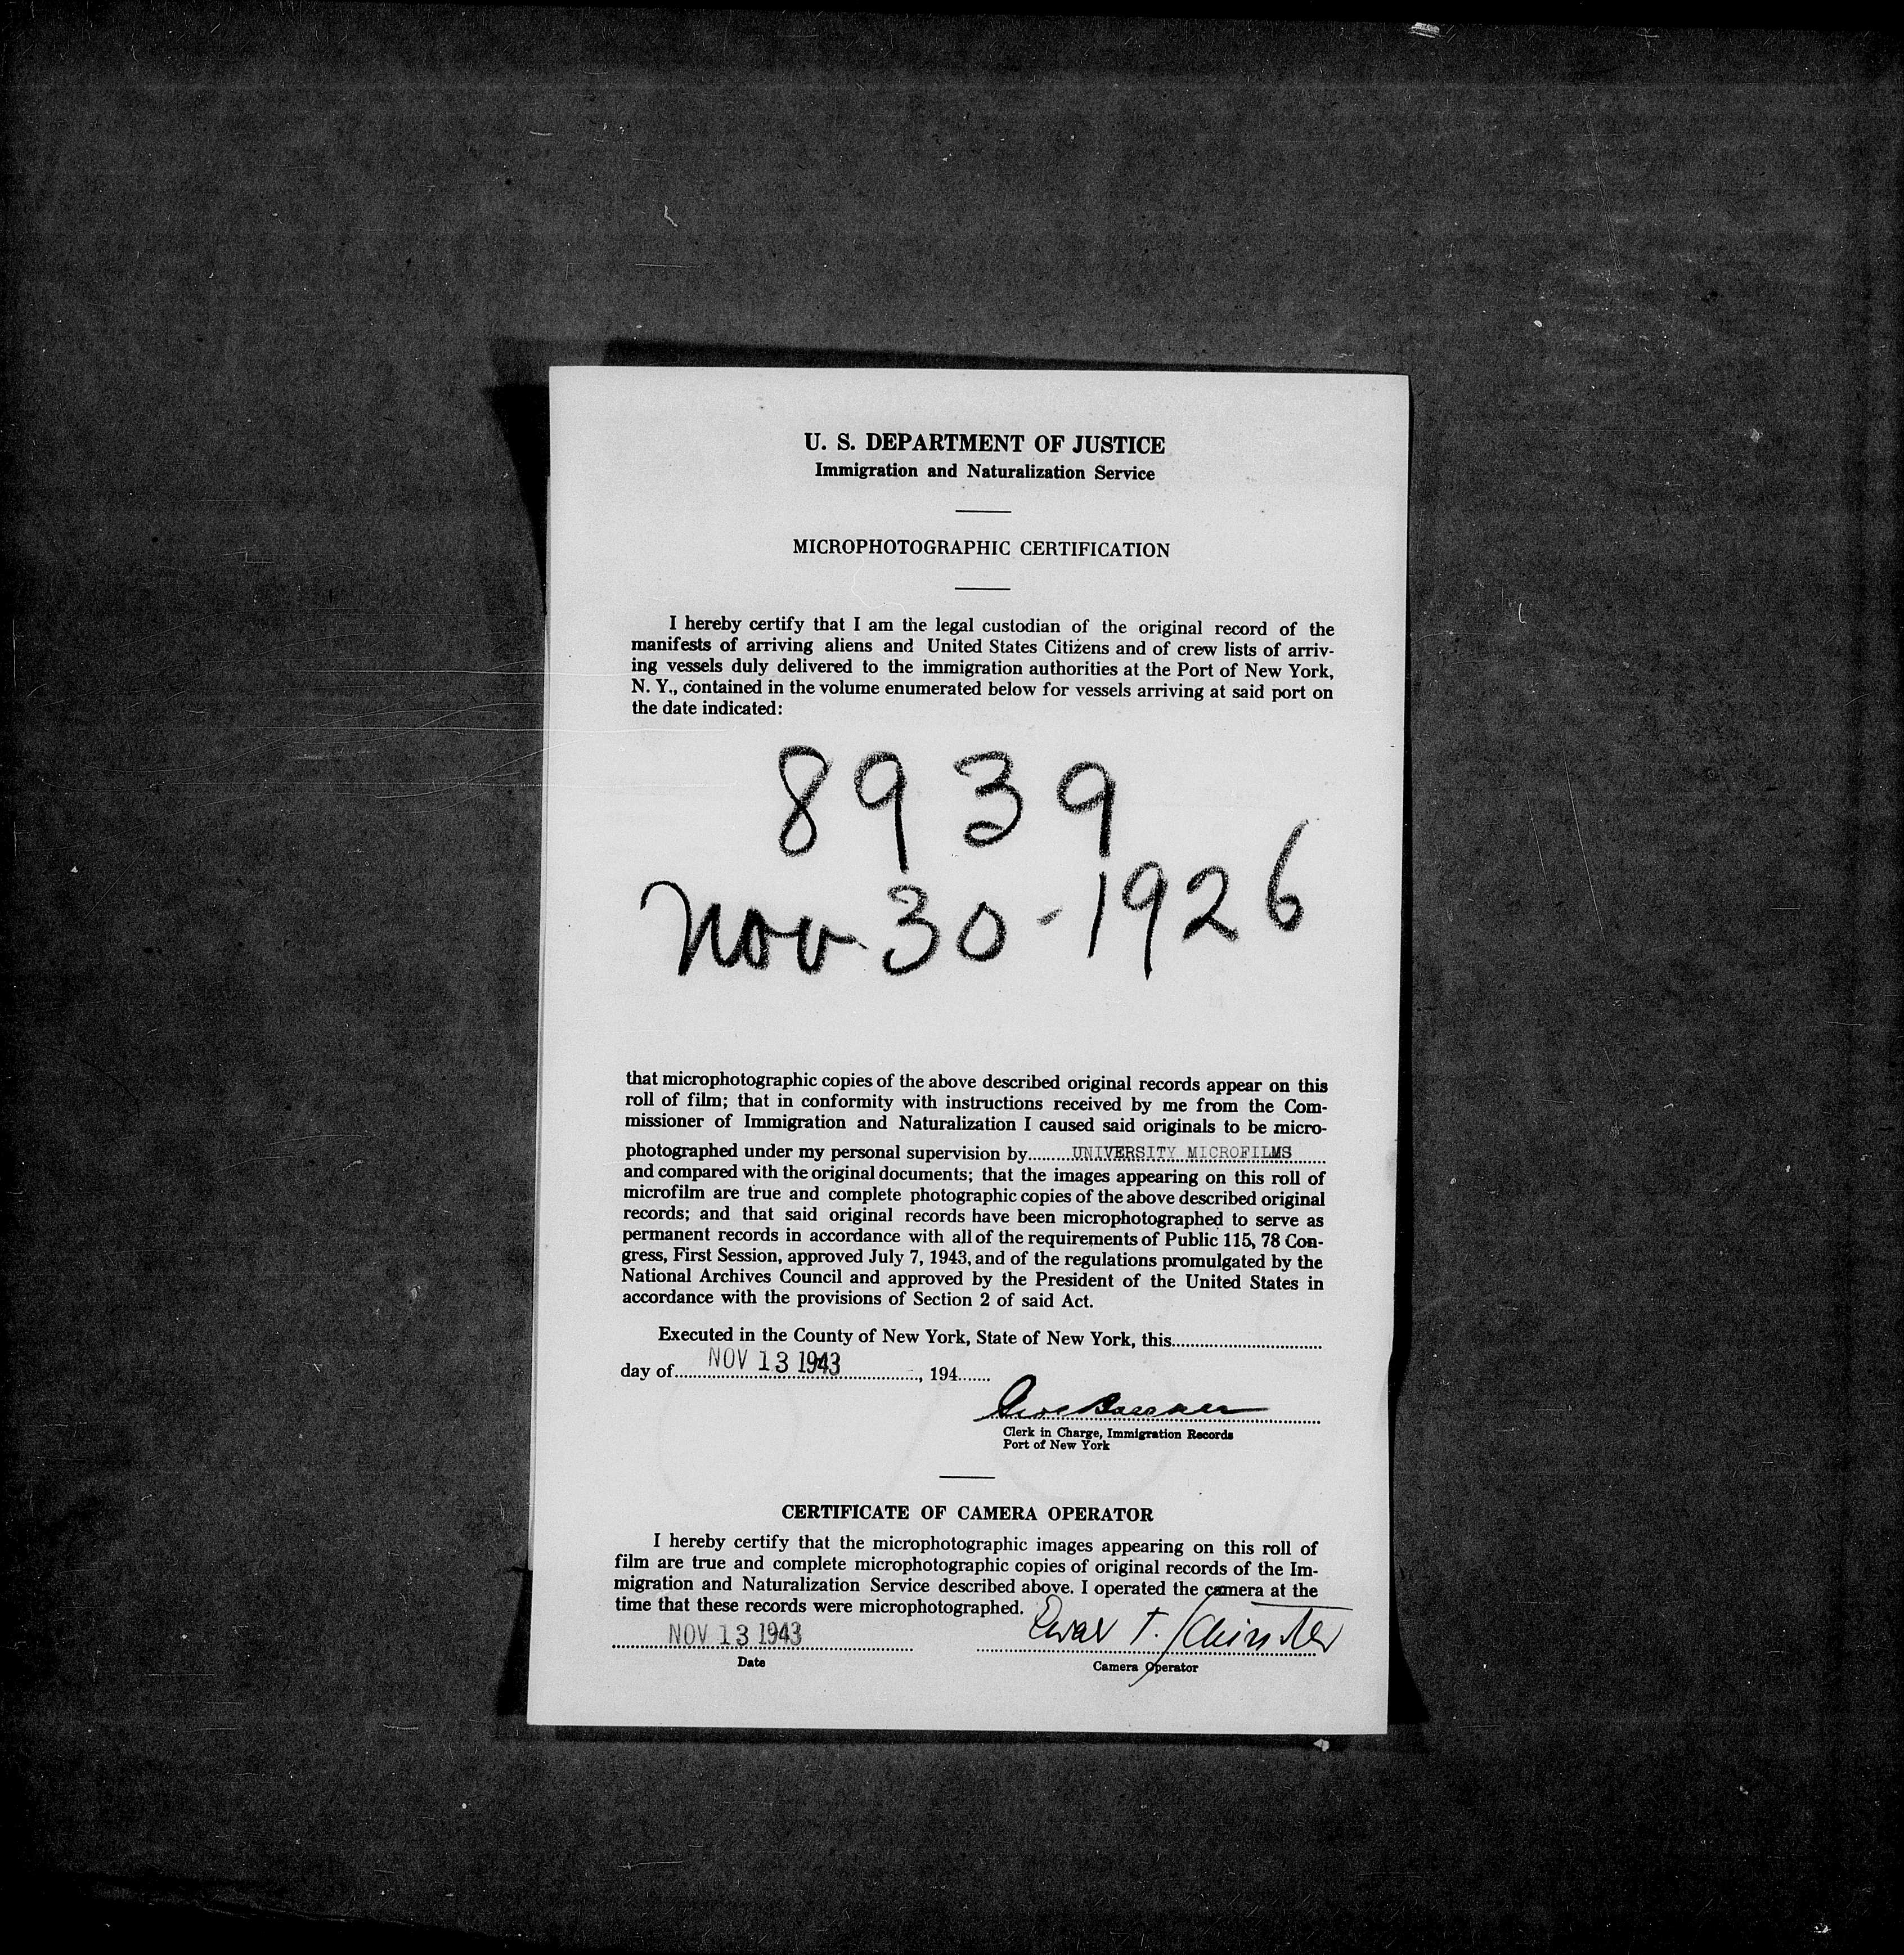 U. S. DEPARTMENT OF JUSTICE
Immigration and Naturalization Service
MICROPHOTOGRAPHIC CERTIFICATION
I hereby certify that I am the legal custodian of the original record of the
manifests of arriving aliens and United States Citizens and of crew lists of arriv-
ing vessels duly delivered to the immigration authorities at the Port of New York,
N. Y., contained in the volume enumerated below for vessels arriving at said port on
the date indicated:
8939
Nov 30-1926
that microphotographic copies of the above described original records appear on this
roll of film; that in conformity with instructions received by me from the Com-
missioner of Immigration and Naturalization I caused said originals to be micro-
photographed under my personal supervision by UNIVERSITY MICROFILMS
and compared with the original documents; that the images appearing on this roll of
microfilm are true and complete photographic copies of the above described original
records; and that said original records have been microphotographed to serve as
permanent records in accordance with all of the requirements of Public 115, 78 Con-
gress, First Session, approved July 7, 1943, and of the regulations promulgated by the
National Archives Council and approved by the President of the United States in
accordance with the provisions of Section 2 of said Act.
Executed in the County of New York, State of New York, this
day of NOV 13 1943, 194
Clerk in Charge, Immigration Records
Port of New York
CERTIFICATE OF CAMERA OPERATOR
I hereby certify that the microphotographic images appearing on this roll of
film are true and complete microphotographic copies of original records of the Im-
migration and Naturalization Service described above. I operated the camera at the
time that these records were microphotographed.
NOV 13 1943 T.
Date Camera Operator